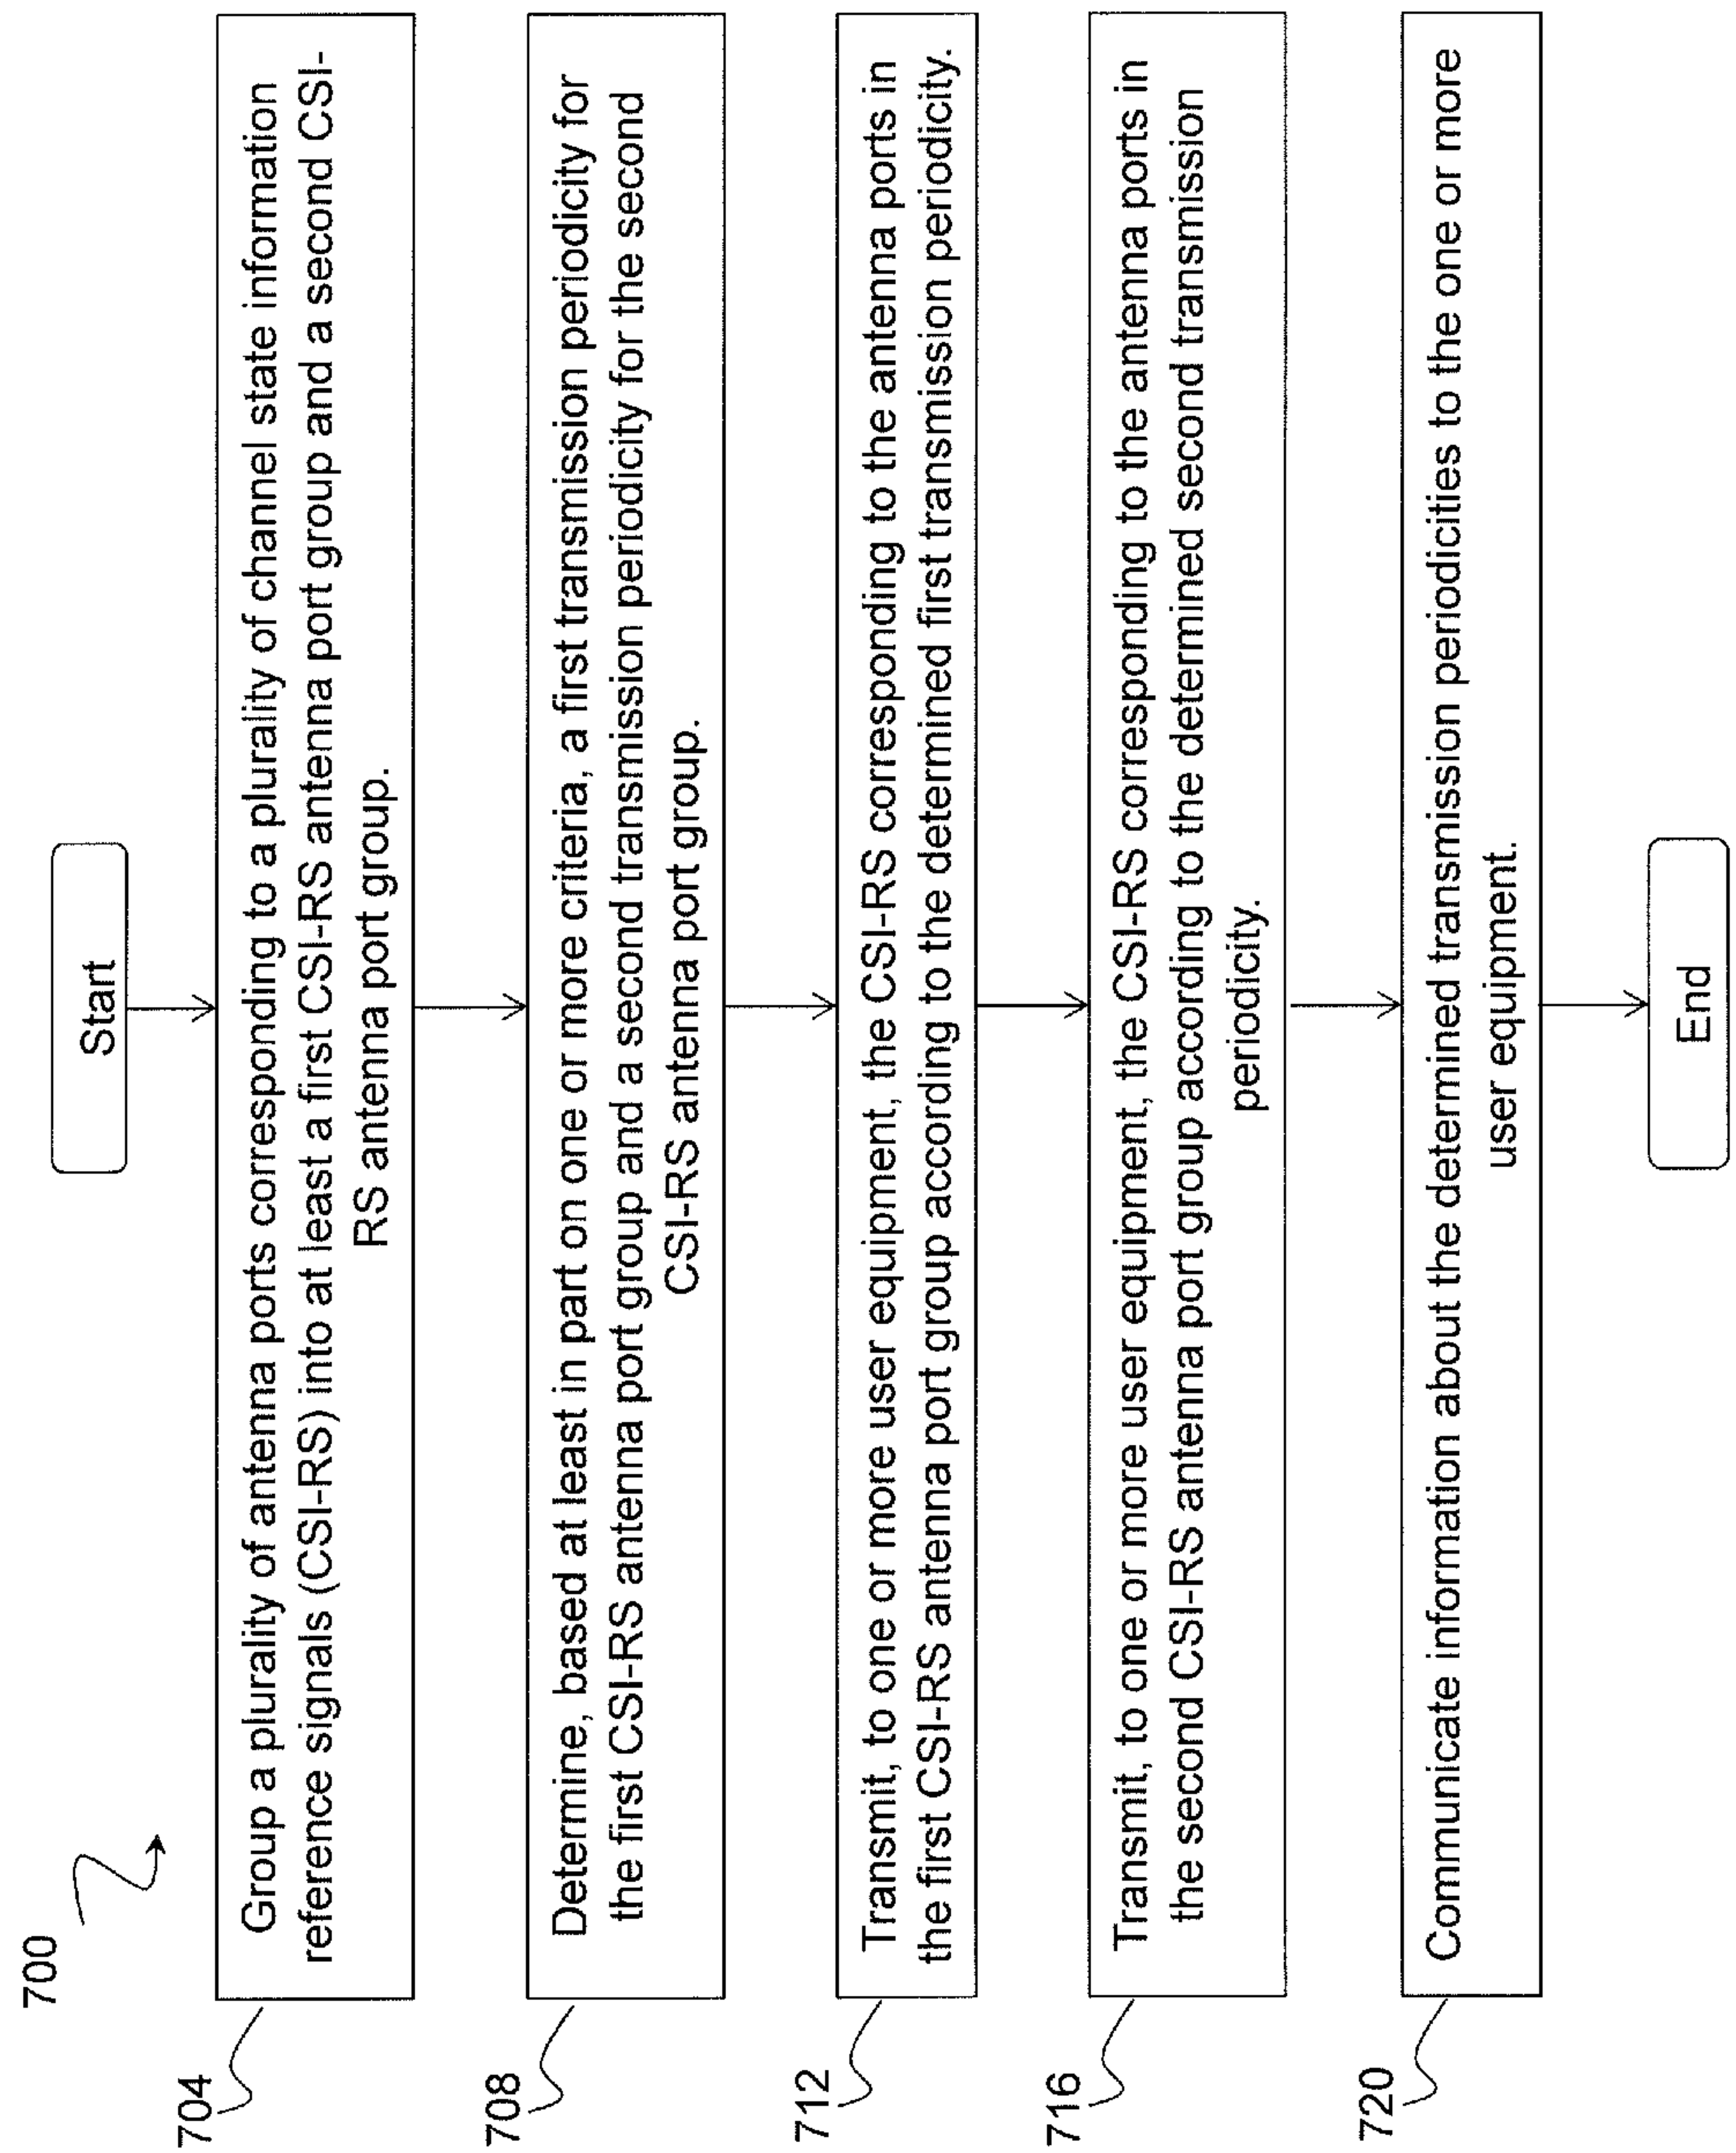 700
Start
704
Group a plurality of antenna ports corresponding to a plurality of channel state information
reference signals (CSI-RS) into at least a first CSI-RS antenna port group and a second CSI-
RS antenna port group.
708
Determine, based at least in part on one or more criteria, a first transmission periodicity for
the first CSI-RS antenna port group and a second transmission periodicity for the second
CSI-RS antenna port group.
712
Transmit, to one or more user equipment, the CSI-RS corresponding to the antenna ports in
the first CSI-RS antenna port group according to the determined first transmission periodicity.
716
Transmit, to one or more user equipment, the CSI-RS corresponding to the antenna ports in
the second CSI-RS antenna port group according to the determined second transmission
periodicity.
720
Communicate information about the determined transmission periodicities to the one or more
user equipment.
End